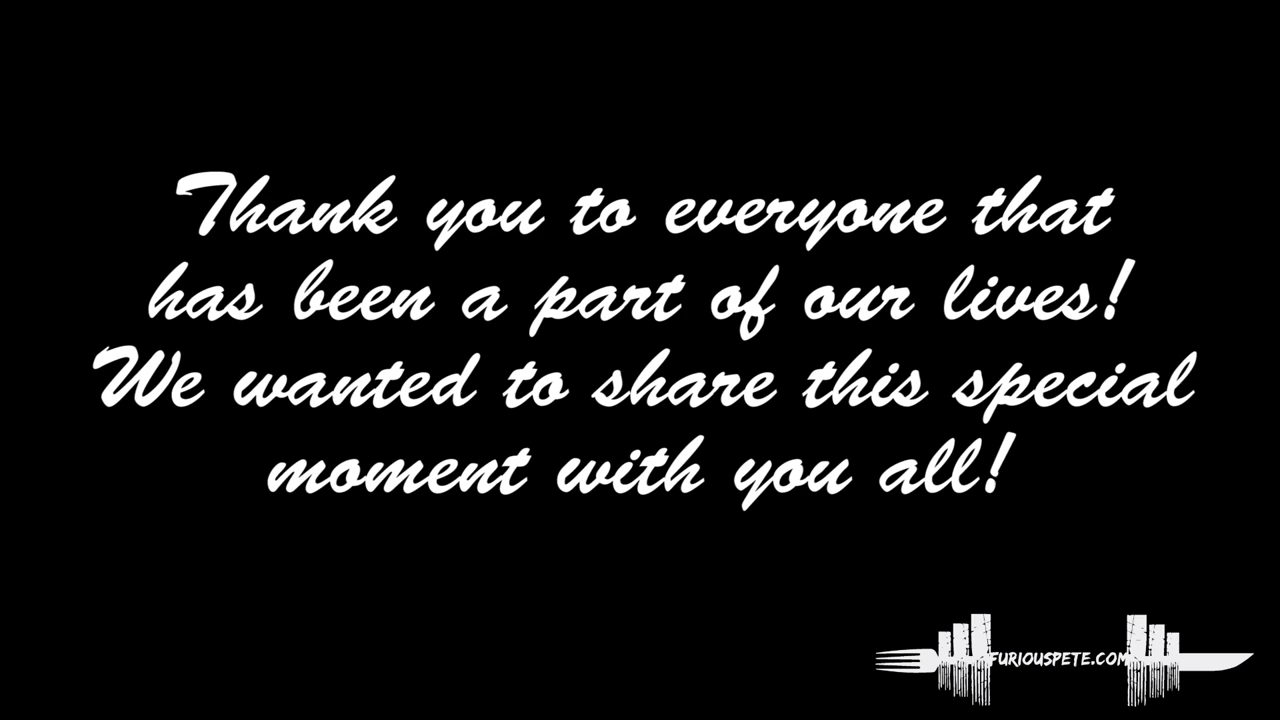 Thank you to everyone that
has been a part of our lives!
We wanted to share this special
moment with you all!
FURIOUSPETE.COM